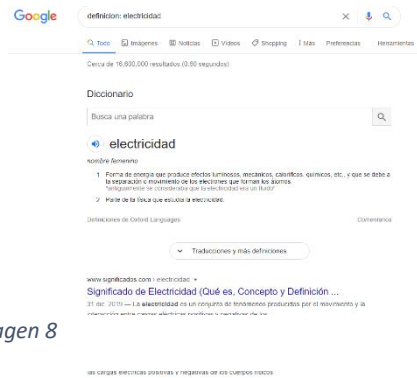 Google
definicion: electricidad
Todo Imágenes Noticias Vídeos Shopping Más Preferencias Herramientas
Cerca de 16,600,000 resultados (0.60 segundos)
Diccionario
Busca una palabra
electricidad
nombre femenino
1 Forma de energía que produce efectos luminosos, mecánicos, caloríficos, químicos, etc., y que se debe a
la separación o movimiento de los electrones que forman los átomos.
"antiguamente se consideraba que la electricidad era un fluido"
2 Parte de la física que estudia la electricidad.
Definiciones de Oxford Languages Comentarios
Traducciones y más definiciones
www.significados.com › electricidad
Significado de Electricidad (Qué es, Concepto y Definición ...
31 dic. 2019 — La electricidad es un conjunto de fenómenos producidos por el movimiento y la
interacción entre cargas eléctricas positivas y negativas de los
agen 8
las cargas eléctricas positivas y negativas de los cuerpos físicos.